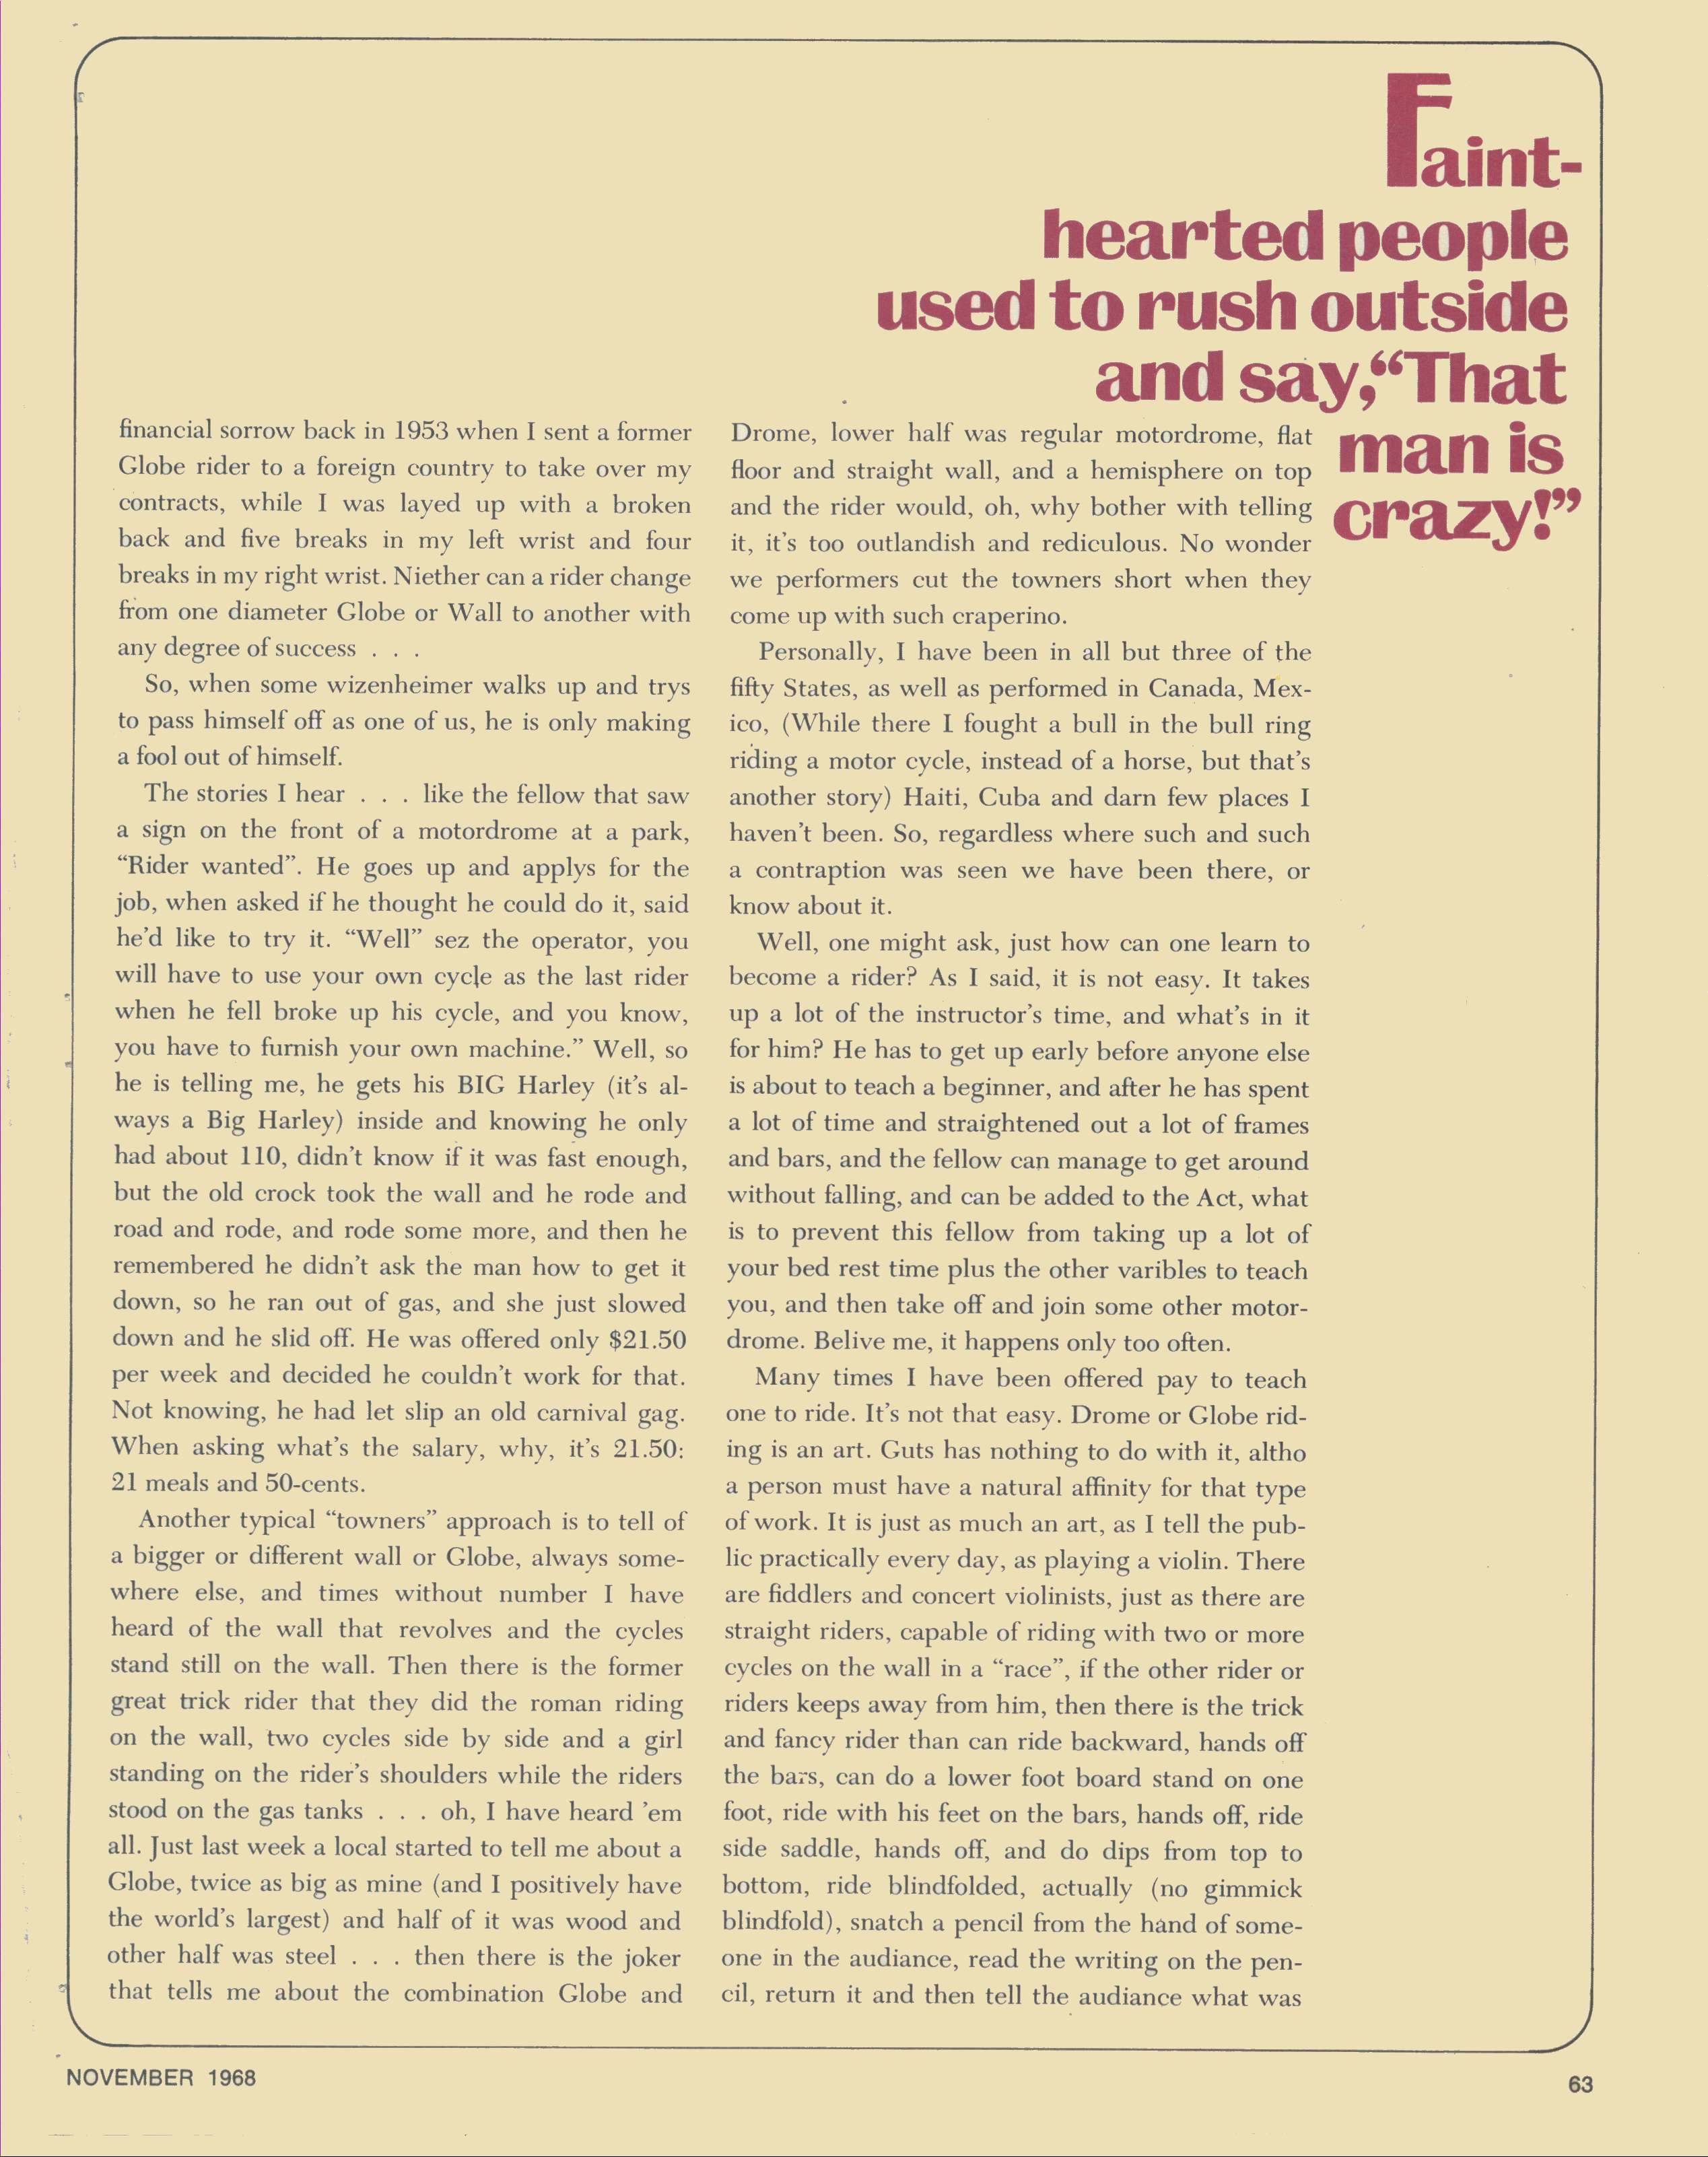 Faint-
hearted people
used to rush outside
and say,“That
man is
crazy!”
financial sorrow back in 1953 when I sent a former
Globe rider to a foreign country to take over my
contracts, while I was layed up with a broken
back and five breaks in my left wrist and four
breaks in my right wrist. Niether can a rider change
from one diameter Globe or Wall to another with
any degree of success . . .
So, when some wizenheimer walks up and trys
to pass himself off as one of us, he is only making
a fool out of himself.
The stories I hear . . . like the fellow that saw
a sign on the front of a motordrome at a park,
“Rider wanted”. He goes up and applys for the
job, when asked if he thought he could do it, said
he’d like to try it. “Well” sez the operator, you
will have to use your own cycle as the last rider
when he fell broke up his cycle, and you know,
you have to furnish your own machine.” Well, so
he is telling me, he gets his BIG Harley (it’s al-
ways a Big Harley) inside and knowing he only
had about 110, didn’t know if it was fast enough,
but the old crock took the wall and he rode and
road and rode, and rode some more, and then he
remembered he didn’t ask the man how to get it
down, so he ran out of gas, and she just slowed
down and he slid off. He was offered only $21.50
per week and decided he couldn’t work for that.
Not knowing, he had let slip an old carnival gag.
When asking what’s the salary, why, it’s 21.50:
21 meals and 50-cents.
Another typical “towners” approach is to tell of
a bigger or different wall or Globe, always some-
where else, and times without number I have
heard of the wall that revolves and the cycles
stand still on the wall. Then there is the former
great trick rider that they did the roman riding
on the wall, two cycles side by side and a girl
standing on the rider’s shoulders while the riders
stood on the gas tanks . . . oh, I have heard ’em
all. Just last week a local started to tell me about a
Globe, twice as big as mine (and I positively have
the world’s largest) and half of it was wood and
other half was steel . . . then there is the joker
that tells me about the combination Globe and
Drome, lower half was regular motordrome, flat
floor and straight wall, and a hemisphere on top
and the rider would, oh, why bother with telling
it, it’s too outlandish and rediculous. No wonder
we performers cut the towners short when they
come up with such craperino.
Personally, I have been in all but three of the
fifty States, as well as performed in Canada, Mex-
ico, (While there I fought a bull in the bull ring
riding a motor cycle, instead of a horse, but that’s
another story) Haiti, Cuba and darn few places I
haven’t been. So, regardless where such and such
a contraption was seen we have been there, or
know about it.
Well, one might ask, just how can one learn to
become a rider? As I said, it is not easy. It takes
up a lot of the instructor’s time, and what’s in it
for him? He has to get up early before anyone else
is about to teach a beginner, and after he has spent
a lot of time and straightened out a lot of frames
and bars, and the fellow can manage to get around
without falling, and can be added to the Act, what
is to prevent this fellow from taking up a lot of
your bed rest time plus the other varibles to teach
you, and then take off and join some other motor-
drome. Belive me, it happens only too often.
Many times I have been offered pay to teach
one to ride. It’s not that easy. Drome or Globe rid-
ing is an art. Guts has nothing to do with it, altho
a person must have a natural affinity for that type
of work. It is just as much an art, as I tell the pub-
lic practically every day, as playing a violin. There
are fiddlers and concert violinists, just as there are
straight riders, capable of riding with two or more
cycles on the wall in a “race”, if the other rider or
riders keeps away from him, then there is the trick
and fancy rider than can ride backward, hands off
the bars, can do a lower foot board stand on one
foot, ride with his feet on the bars, hands off, ride
side saddle, hands off, and do dips from top to
bottom, ride blindfolded, actually (no gimmick
blindfold), snatch a pencil from the hand of some-
one in the audiance, read the writing on the pen-
cil, return it and then tell the audiance what was
NOVEMBER 1968
63